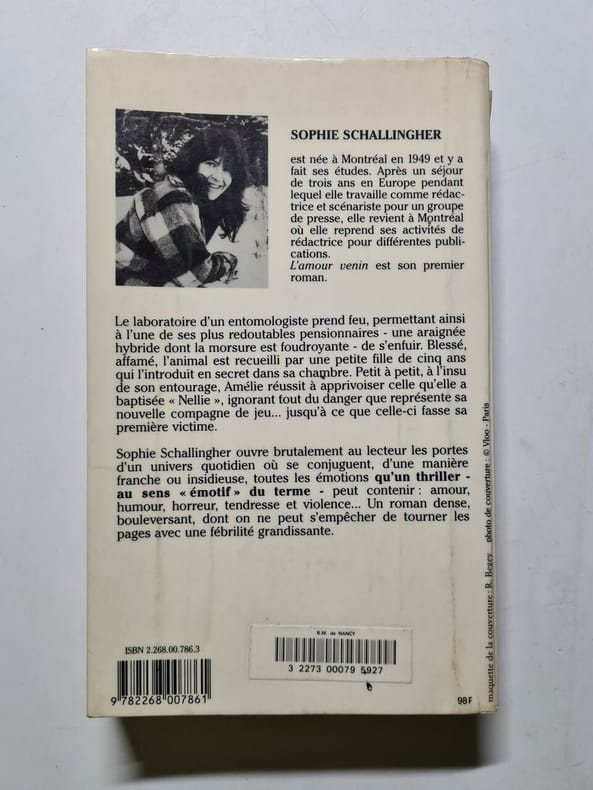 SOPHIE SCHALLINGHER
est née à Montréal en 1949 et y a
fait ses études. Après un séjour
de trois ans en Europe pendant
lequel elle travaille comme rédac-
trice et scénariste pour un groupe
de presse, elle revient à Montréal
où elle reprend ses activités de
rédactrice pour différentes publi-
cations.
L'amour venin est son premier
roman.
Le laboratoire d'un entomologiste prend feu, permettant ainsi
à l'une de ses plus redoutables pensionnaires - une araignée
hybride dont la morsure est foudroyante - de s'enfuir. Blessé,
affamé, l'animal est recueilli par une petite fille de cinq ans
qui l'introduit en secret dans sa chambre. Petit à petit, à l'insu
de son entourage, Amélie réussit à apprivoiser celle qu'elle a
baptisée « Nellie », ignorant tout du danger que représente sa
nouvelle compagne de jeu... jusqu'à ce que celle-ci fasse sa
première victime.
Sophie Schallingher ouvre brutalement au lecteur les portes
d'un univers quotidien où se conjuguent, d'une manière
franche ou insidieuse, toutes les émotions qu'un thriller -
au sens « émotif » du terme - peut contenir : amour,
humour, horreur, tendresse et violence... Un roman dense,
bouleversant, dont on ne peut s'empêcher de tourner les
pages avec une fébrilité grandissante.
maquette de la couverture : R. Begey photo de couverture : © Vloo - Paris
B.M. de NANCY
3 2273 00079 5927
ISBN 2.268.00.786.3
9 782268 007861
98 F